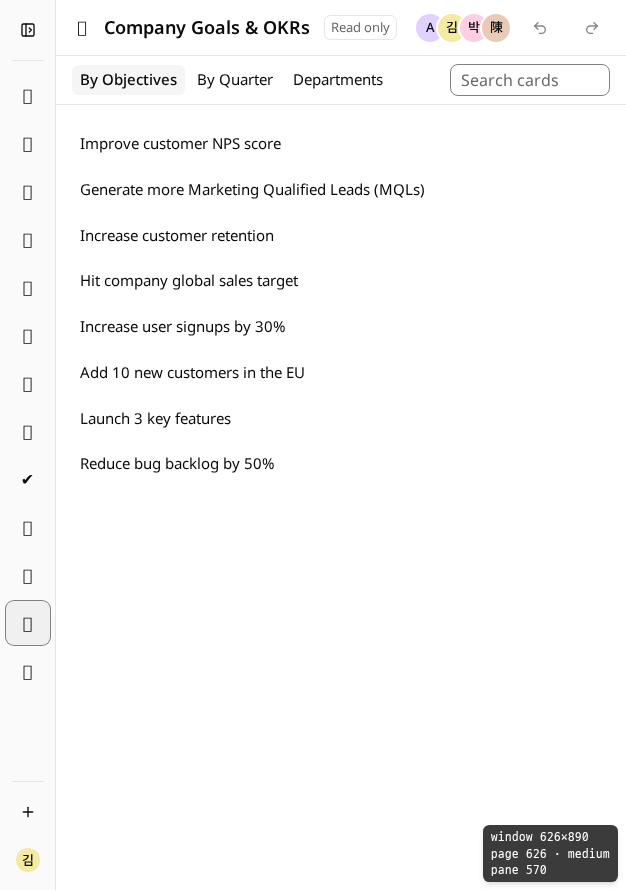 Company Goals & OKRs
Read only
A 김 박 陳
By Objectives By Quarter Departments
Search cards
Improve customer NPS score
Generate more Marketing Qualified Leads (MQLs)
Increase customer retention
Hit company global sales target
Increase user signups by 30%
Add 10 new customers in the EU
Launch 3 key features
Reduce bug backlog by 50%
김
window 626×890
page 626 · medium
pane 570